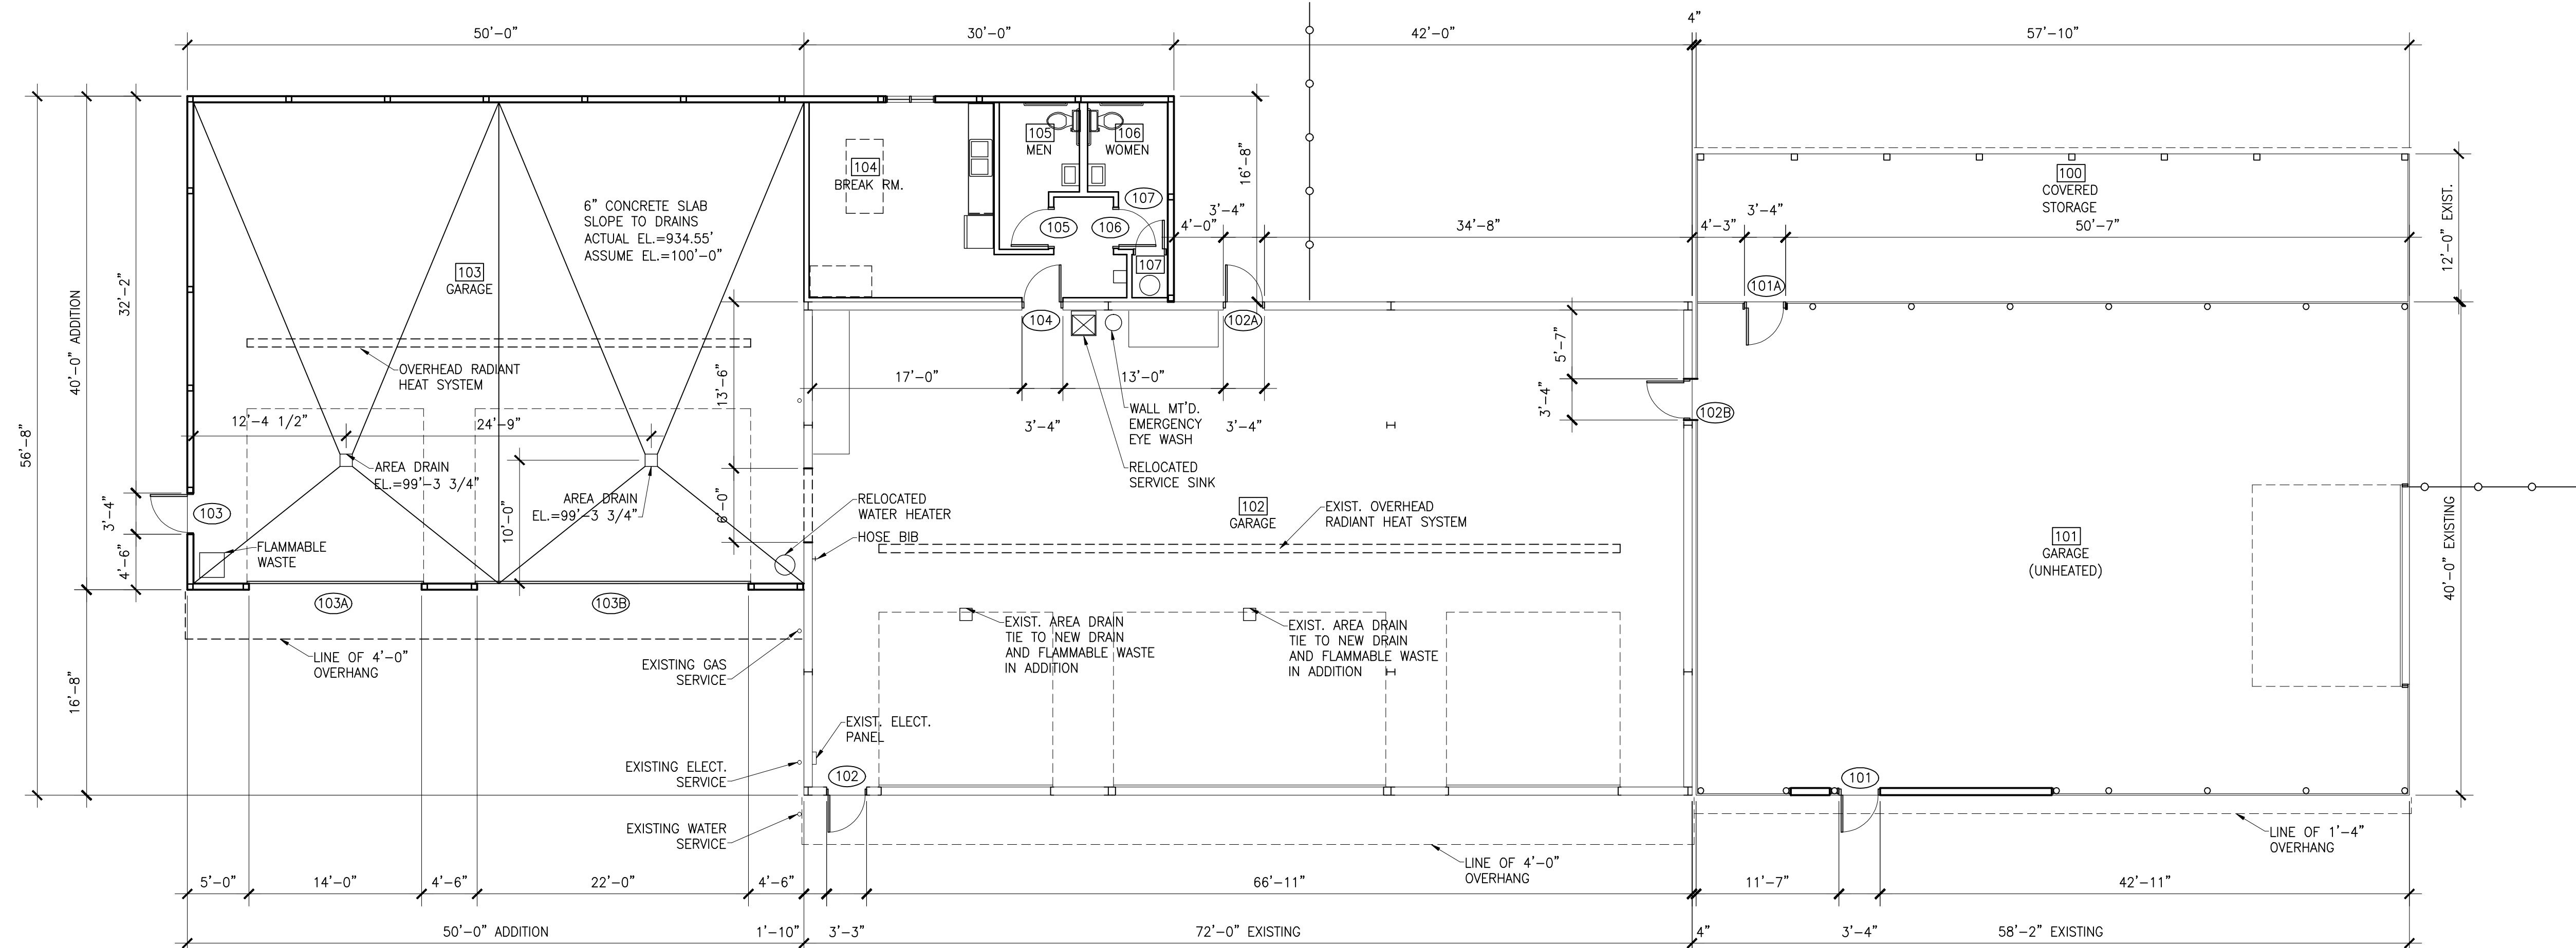 4"
50'-0"
30'-0"
42'-0"
57'-10"
105
MEN
106
WOMEN
104
BREAK RM.
16'-8"
100
COVERED
STORAGE
12'-0" EXIST.
107
6" CONCRETE SLAB
SLOPE TO DRAINS
ACTUAL EL.=934.55'
ASSUME EL.=100'-0"
3'-4"
4'-0"
34'-8"
4'-3"
3'-4"
50'-7"
105
106
107
103
GARAGE
32'-2"
40'-0" ADDITION
56'-8"
101A
104
102A
OVERHEAD RADIANT
HEAT SYSTEM
13'-6"
17'-0"
13'-0"
5'-7"
3'-4"
3'-4"
3'-4"
102B
12'-4 1/2"
24'-9"
WALL MT'D.
EMERGENCY
EYE WASH
RELOCATED
SERVICE SINK
AREA DRAIN
EL.=99'-3 3/4"
AREA DRAIN
EL.=99'-3 3/4"
10'-0"
6'-0"
RELOCATED
WATER HEATER
HOSE BIB
102
GARAGE
EXIST. OVERHEAD
RADIANT HEAT SYSTEM
101
GARAGE
(UNHEATED)
40'-0" EXISTING
3'-4"
103
4'-6"
FLAMMABLE
WASTE
103A
103B
LINE OF 4'-0"
OVERHANG
16'-8"
EXISTING GAS
SERVICE
EXIST. AREA DRAIN
TIE TO NEW DRAIN
AND FLAMMABLE WASTE
IN ADDITION
EXIST. AREA DRAIN
TIE TO NEW DRAIN
AND FLAMMABLE WASTE
IN ADDITION
EXIST. ELECT.
PANEL
EXISTING ELECT.
SERVICE
102
101
EXISTING WATER
SERVICE
LINE OF 4'-0"
OVERHANG
LINE OF 1'-4"
OVERHANG
5'-0"
14'-0"
4'-6"
22'-0"
4'-6"
66'-11"
11'-7"
42'-11"
50'-0" ADDITION
1'-10"
3'-3"
72'-0" EXISTING
4"
3'-4"
58'-2" EXISTING